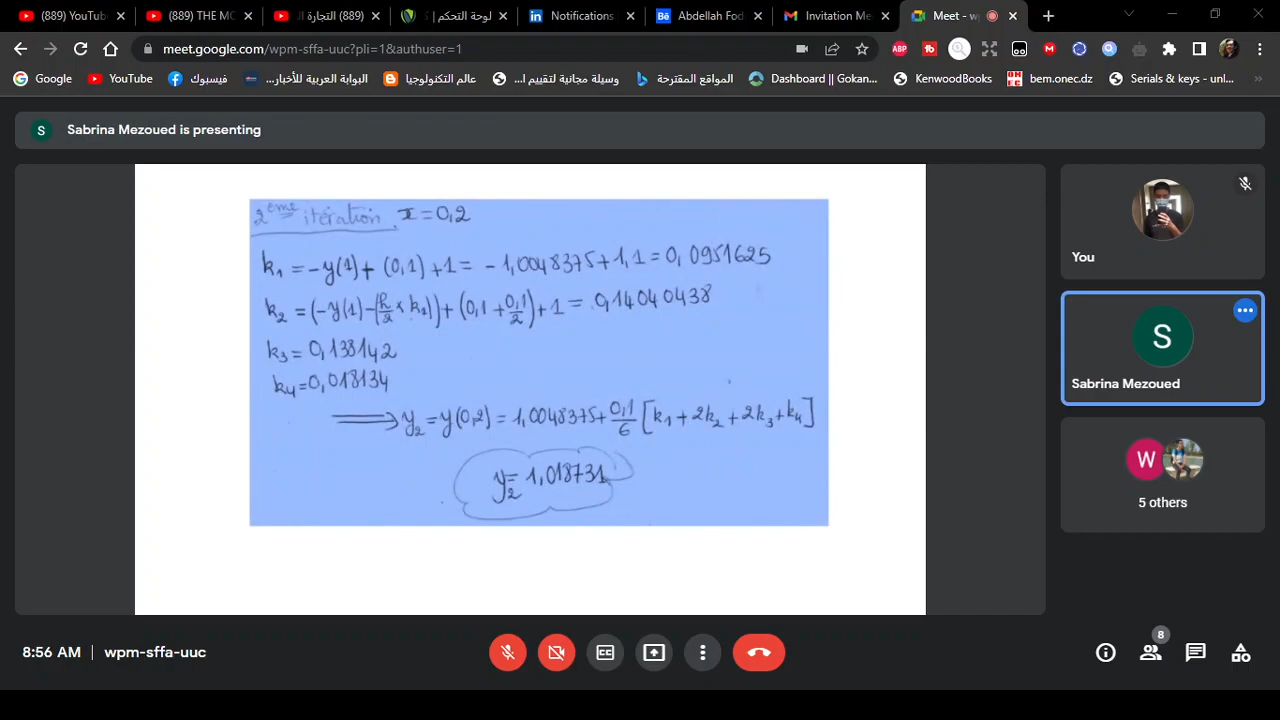 (889) YouTub
(889) THE MC
(889) التجارة ال
لوحة التحكم | S
Notifications
Abdellah Fod
Invitation Me
Meet - w
meet.google.com/wpm-sffa-uuc?pli=1&authuser=1
Google
YouTube
فيسبوك
البوابة العربية للأخبار...
عالم التكنولوجيا
وسيلة مجانية لتقييم ا...
المواقع المقترحة
Dashboard || Gokan...
KenwoodBooks
bem.onec.dz
Serials & keys - unl...
S Sabrina Mezoued is presenting
2ème itération. x = 0,2
k₁ = -y(1) + (0,1) + 1 = - 1,0048375 + 1,1 = 0,0951625
k₂ = (-y(1) - (h/2 × k₁)) + (0,1 + 0,1/2) + 1 = 0,14040438
k₃ = 0,138142
k₄ = 0,018134
⟹ y₂ = y(0,2) = 1,0048375 + 0,1/6 [k₁ + 2k₂ + 2k₃ + k₄]
y₂ = 1,018731
You
S
Sabrina Mezoued
W
5 others
8:56 AM | wpm-sffa-uuc
8